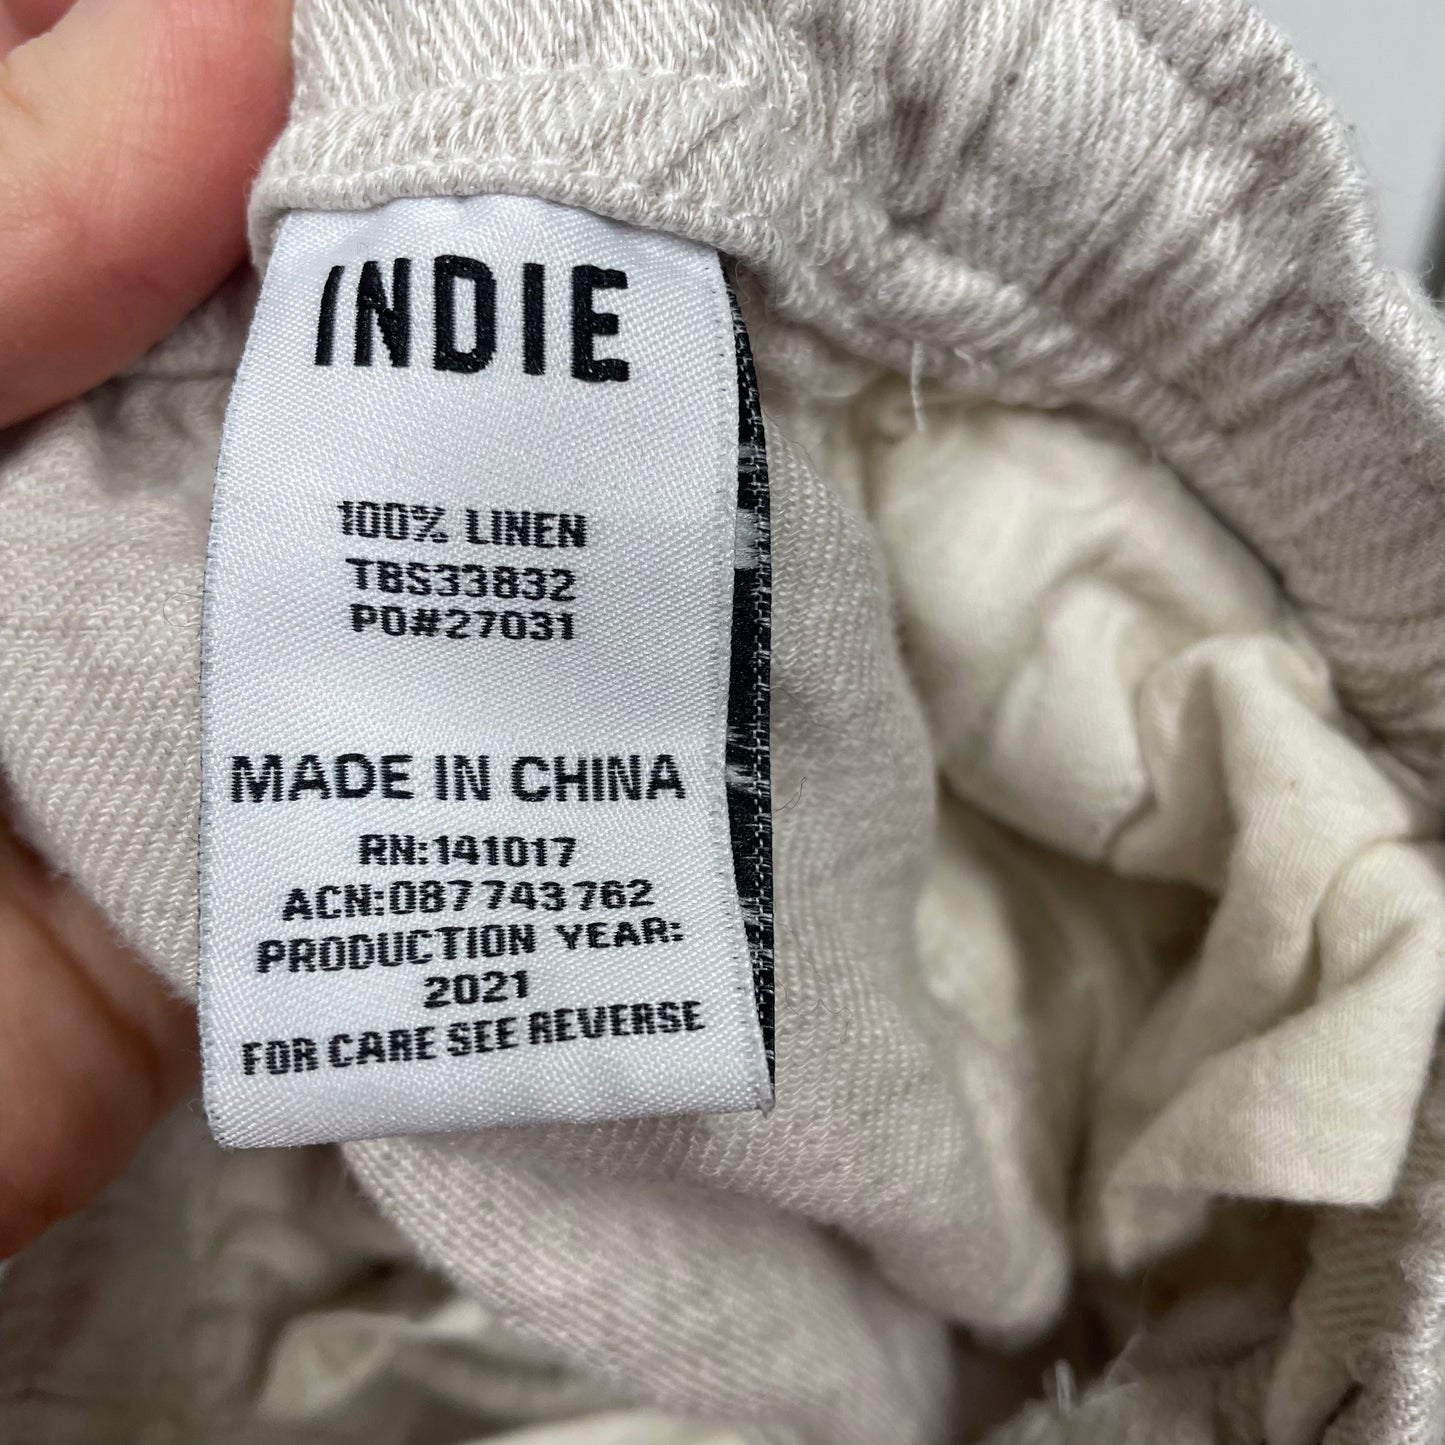 INDIE
100% LINEN
TBS33832
PO#27031
MADE IN CHINA
RN:141017
ACN:087 743 762
PRODUCTION YEAR:
2021
FOR CARE SEE REVERSE